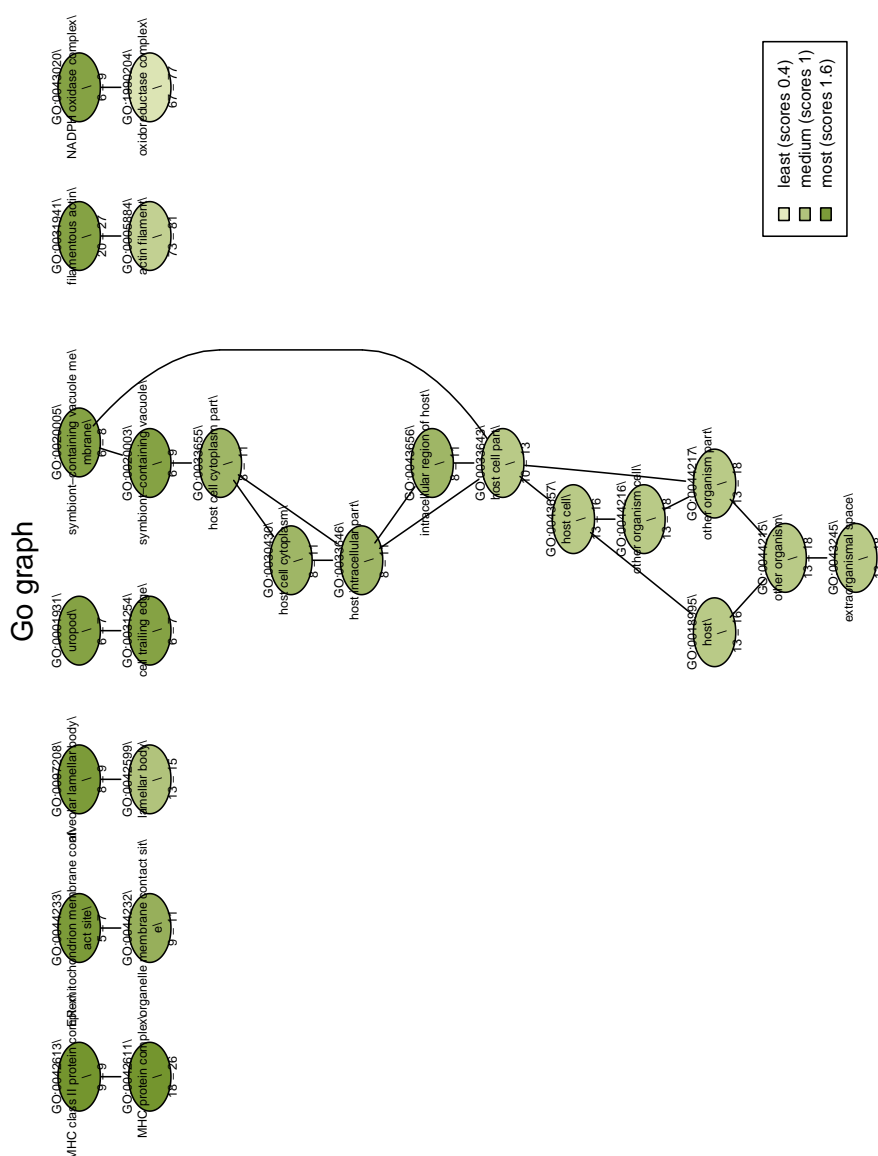 Go graph
GO:0042613\
MHC class II protein complex\
\
9 − 9
GO:0042611\
MHC protein complex\
\
18 − 26
GO:0044233\
ER−mitochondrion membrane cont\
act site\
\
5 − 7
GO:0044232\
organelle membrane contact sit\
e\
\
9 − 11
GO:0097208\
alveolar lamellar body\
\
8 − 9
GO:0042599\
lamellar body\
\
13 − 15
GO:0001931\
uropod\
\
6 − 7
GO:0031254\
cell trailing edge\
\
6 − 7
GO:0020005\
symbiont−containing vacuole me\
mbrane\
\
6 − 8
GO:0020003\
symbiont−containing vacuole\
\
6 − 9
GO:0033655\
host cell cytoplasm part\
\
8 − 11
GO:0030430\
host cell cytoplasm\
\
8 − 11
GO:0033646\
host intracellular part\
\
8 − 11
GO:0043656\
intracellular region of host\
\
8 − 11
GO:0033643\
host cell part\
\
10 − 13
GO:0043657\
host cell\
\
13 − 16
GO:0044216\
other organism cell\
\
13 − 18
GO:0044217\
other organism part\
\
13 − 18
GO:0018995\
host\
\
13 − 16
GO:0044215\
other organism\
\
13 − 18
GO:0043245\
extraorganismal space\
\
GO:0031941\
filamentous actin\
\
20 − 27
GO:0005884\
actin filament\
\
73 − 81
GO:0043020\
NADPH oxidase complex\
\
6 − 9
GO:1990204\
oxidoreductase complex\
\
67 − 77
least (scores 0.4)
medium (scores 1)
most (scores 1.6)